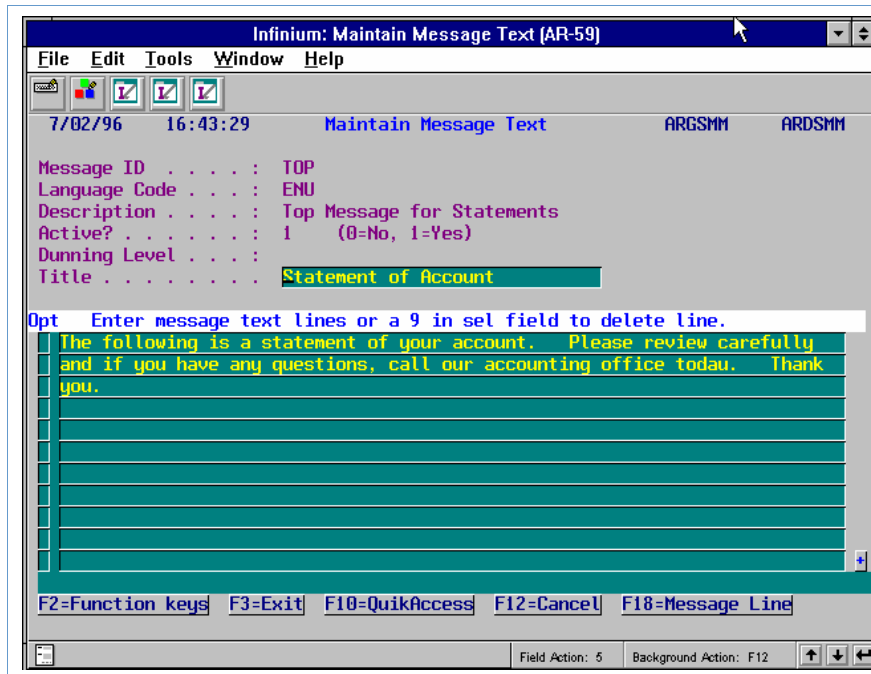 Infinium: Maintain Message Text (AR-59)
File Edit Tools Window Help
7/02/96 16:43:29 Maintain Message Text ARGSMM ARDSMM
Message ID . . . . : TOP
Language Code . . . : ENU
Description . . . . : Top Message for Statements
Active? . . . . . . : 1 (0=No, 1=Yes)
Dunning Level . . . :
Title . . . . . . . . Statement of Account
Opt Enter message text lines or a 9 in sel field to delete line.
The following is a statement of your account. Please review carefully
and if you have any questions, call our accounting office todau. Thank
you.
+
F2=Function keys F3=Exit F10=QuikAccess F12=Cancel F18=Message Line
Field Action: 5 Background Action: F12